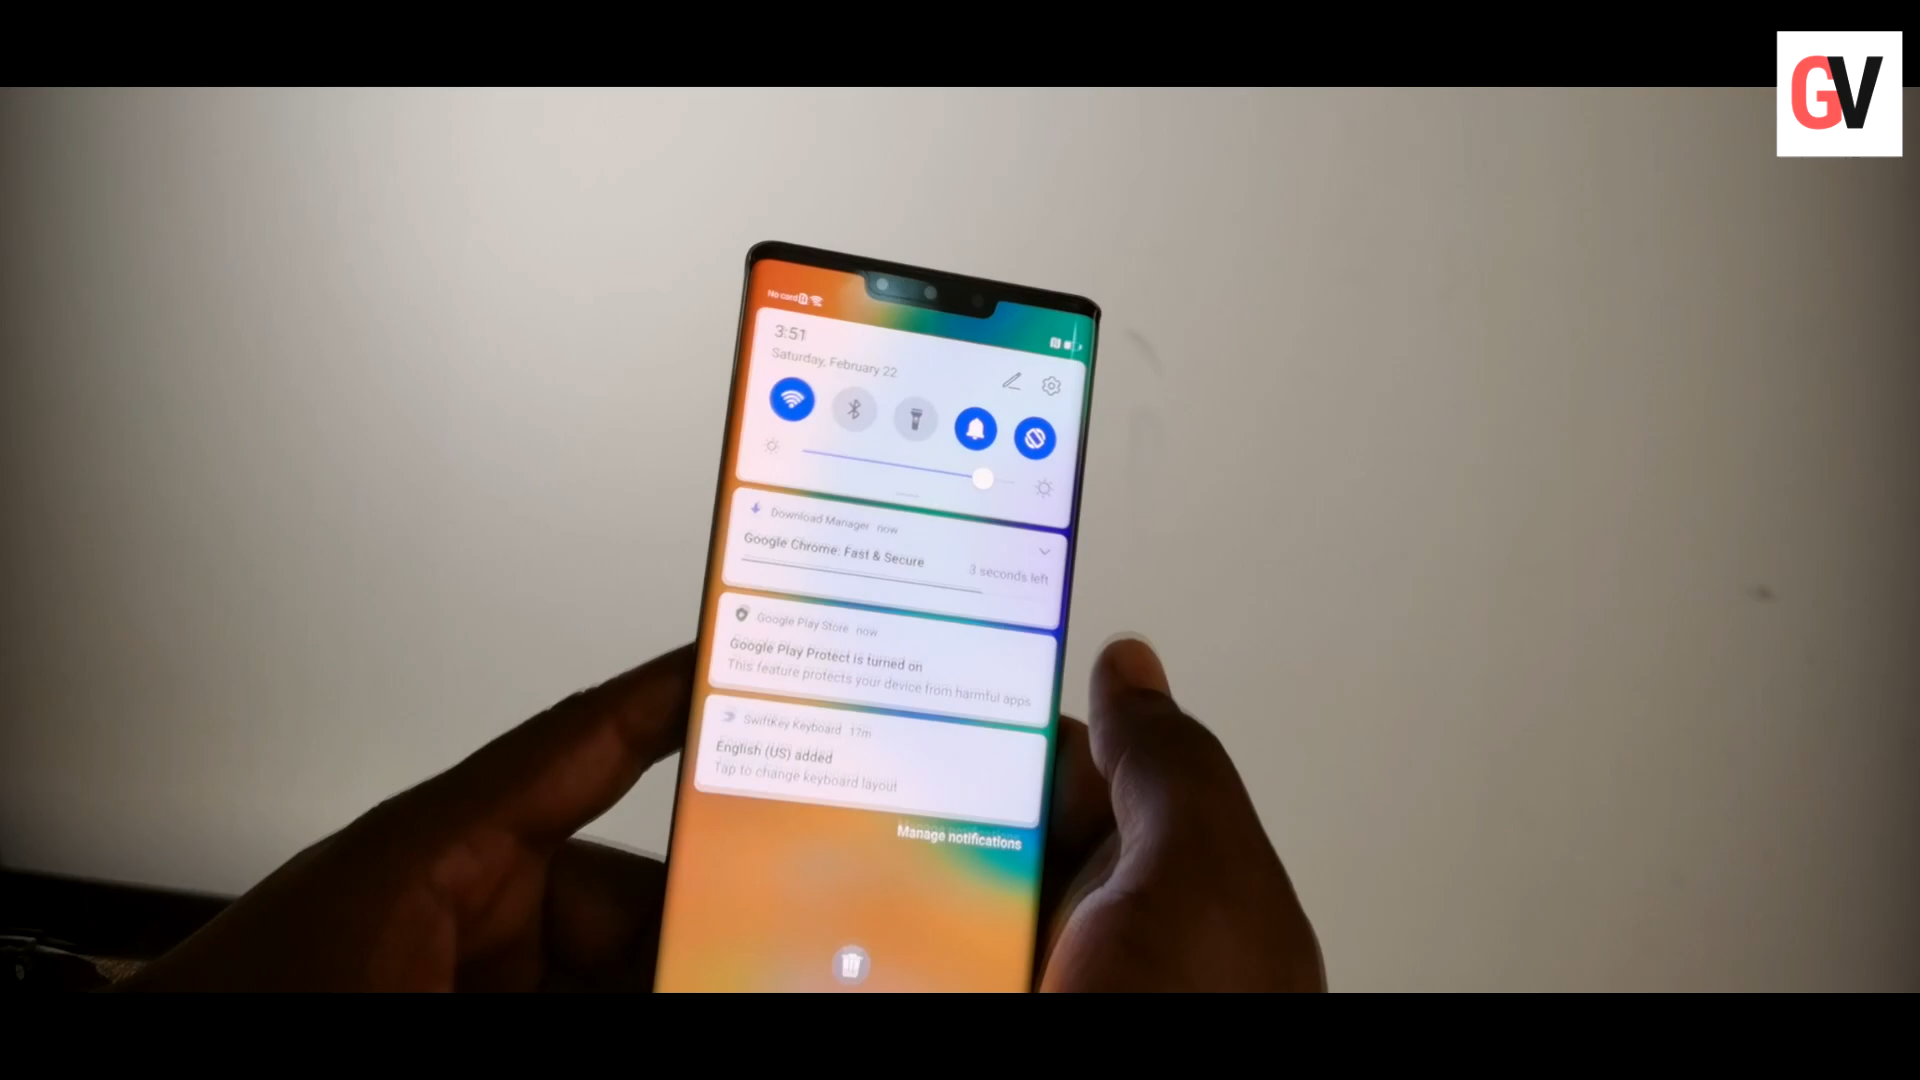 GV
No card
3:51
Saturday, February 22
Download Manager now
Google Chrome: Fast & Secure
3 seconds left
Google Play Store now
Google Play Protect is turned on
This feature protects your device from harmful apps
SwiftKey Keyboard 17m
English (US) added
Tap to change keyboard layout
Manage notifications